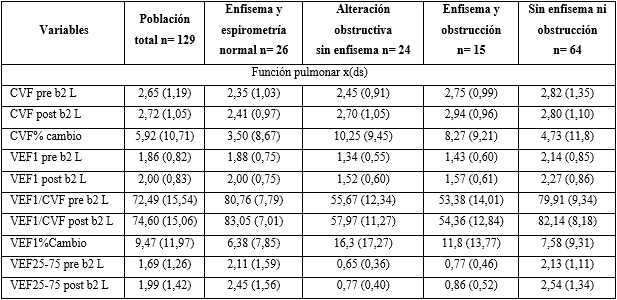 Variables | Población total n= 129 | Enfisema y espirometría normal n= 26 | Alteración obstructiva sin enfisema n= 24 | Enfisema y obstrucción n= 15 | Sin enfisema ni obstrucción n= 64
Función pulmonar x(ds)
CVF pre b2 L | 2,65 (1,19) | 2,35 (1,03) | 2,45 (0,91) | 2,75 (0,99) | 2,82 (1,35)
CVF post b2 L | 2,72 (1,05) | 2,41 (0,97) | 2,70 (1,05) | 2,94 (0,96) | 2,80 (1,10)
CVF% cambio | 5,92 (10,71) | 3,50 (8,67) | 10,25 (9,45) | 8,27 (9,21) | 4,73 (11,8)
VEF1 pre b2 L | 1,86 (0,82) | 1,88 (0,75) | 1,34 (0,55) | 1,43 (0,60) | 2,14 (0,85)
VEF1 post b2 L | 2,00 (0,83) | 2,00 (0,75) | 1,52 (0,60) | 1,57 (0,61) | 2,27 (0,86)
VEF1/CVF pre b2 L | 72,49 (15,54) | 80,76 (7,79) | 55,67 (12,34) | 53,38 (14,01) | 79,91 (9,34)
VEF1/CVF post b2 L | 74,60 (15,06) | 83,05 (7,01) | 57,97 (11,27) | 54,36 (12,84) | 82,14 (8,18)
VEF1%Cambio | 9,47 (11,97) | 6,38 (7,85) | 16,3 (17,27) | 11,8 (13,77) | 7,58 (9,31)
VEF25-75 pre b2 L | 1,69 (1,26) | 2,11 (1,59) | 0,65 (0,36) | 0,77 (0,46) | 2,13 (1,11)
VEF25-75 post b2 L | 1,99 (1,42) | 2,45 (1,56) | 0,77 (0,40) | 0,86 (0,52) | 2,54 (1,34)